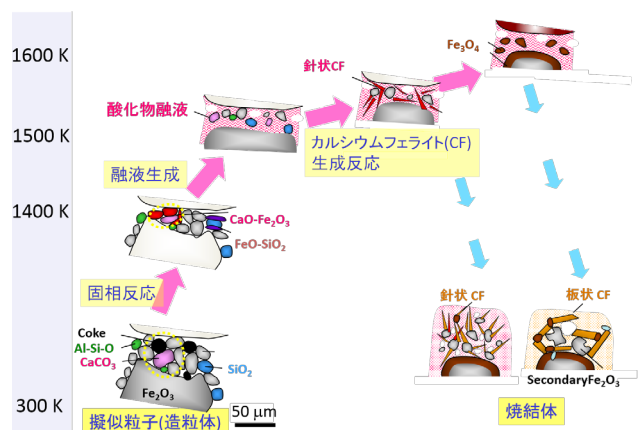 1600 K
1500 K
1400 K
300 K
Fe₃O₄
針状CF
酸化物融液
カルシウムフェライト(CF)
生成反応
融液生成
CaO-Fe₂O₃
FeO-SiO₂
固相反応
Coke
Al-Si-O
CaCO₃
SiO₂
Fe₂O₃
擬似粒子(造粒体)
50 μm
針状 CF
板状 CF
SecondaryFe₂O₃
焼結体